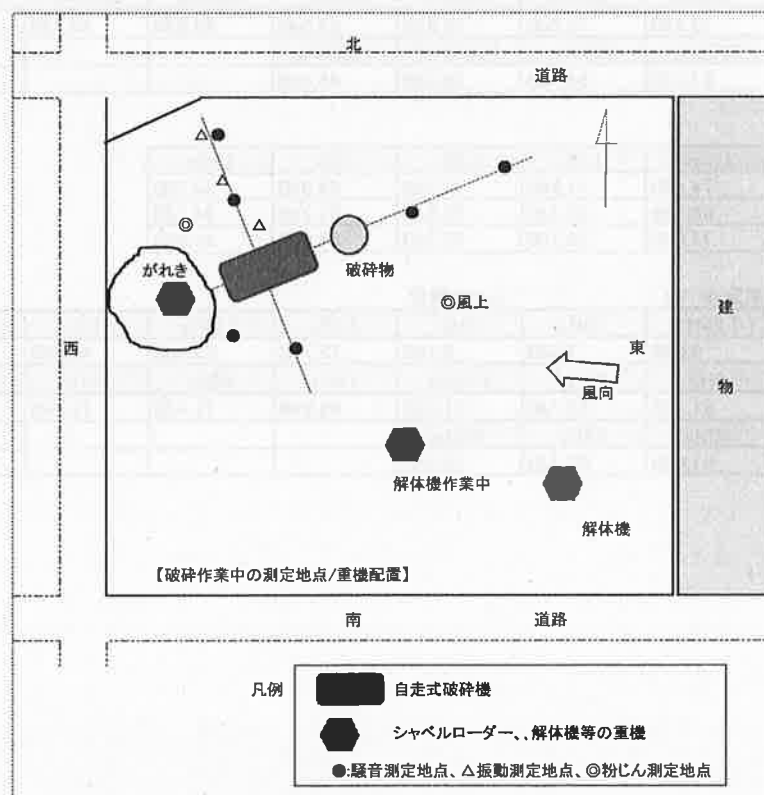 北
道路
がれき
破砕物
◎風上
建
西
東
物
風向
解体機作業中
解体機
【破砕作業中の測定地点/重機配置】
南
道路
凡例
自走式破砕機
シャベルローダー、、解体機等の重機
●:騒音測定地点、△振動測定地点、◎粉じん測定地点